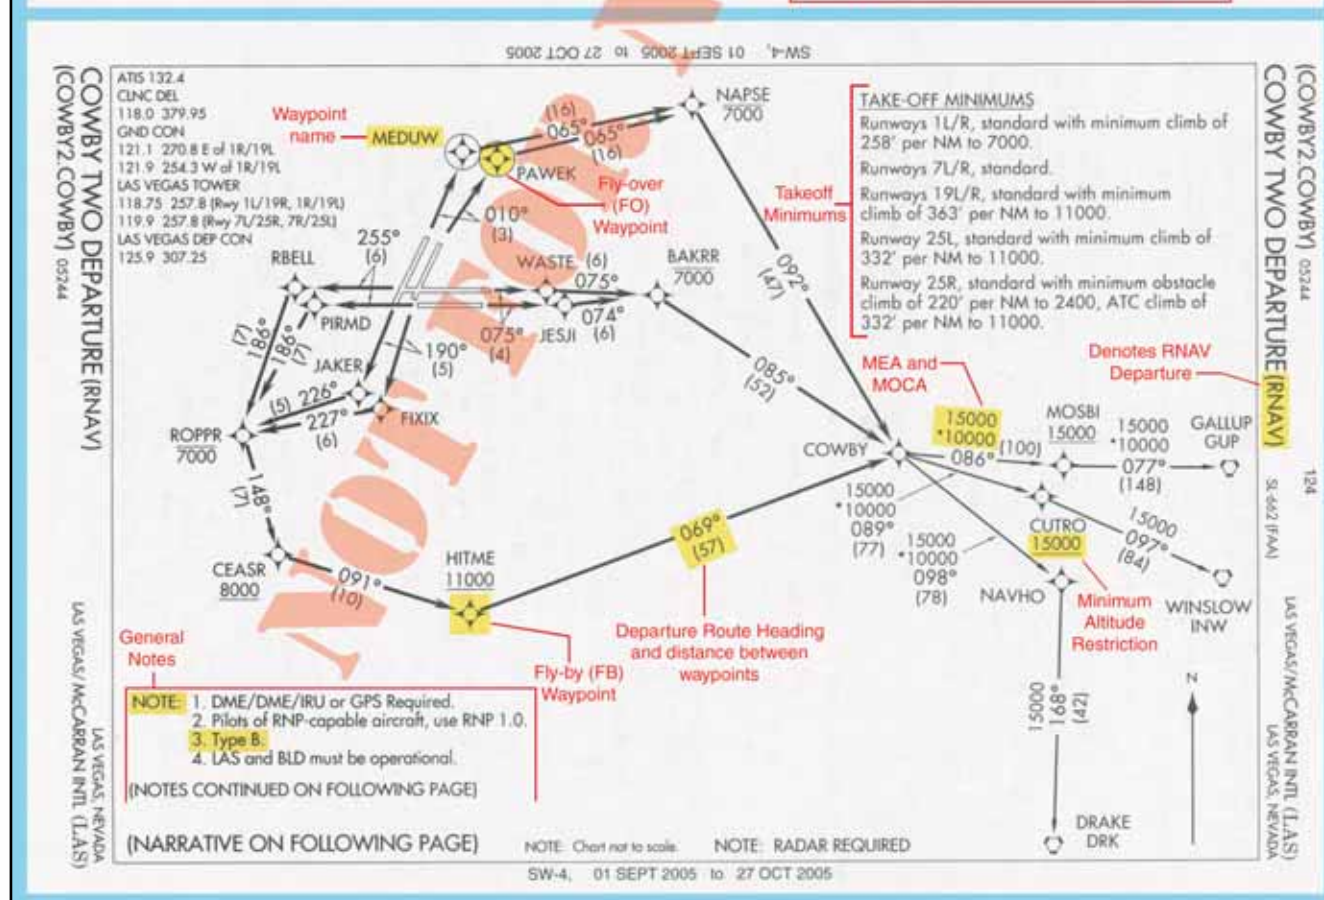 SW-4, 01 SEPT 2005 to 27 OCT 2005
(COWBY2.COWBY) 05244
COWBY TWO DEPARTURE (RNAV)
ATIS 132.4
CLNC DEL
118.0 379.95
GND CON
121.1 270.8 E of 1R/19L
121.9 254.3 W of 1R/19L
LAS VEGAS TOWER
118.75 257.8 (Rwy 1L/19R, 1R/19L)
119.9 257.8 (Rwy 7L/25R, 7R/25L)
LAS VEGAS DEP CON
125.9 307.25
Waypoint
name
MEDUW
PAWEK
Fly-over
(FO)
Waypoint
(16)
065°
065°
(16)
NAPSE
7000
010°
(3)
255°
(6)
RBELL
PIRMD
WASTE
(6)
075°
JESJI
074°
(6)
075°
(4)
BAKRR
7000
092°
(47)
085°
(52)
(7)
186°
186°
(7)
JAKER
190°
(5)
(5) 226°
227°
(6)
FIXIX
ROPPR
7000
148°
(7)
CEASR
8000
091°
(10)
HITME
11000
Fly-by (FB)
Waypoint
069°
(57)
Departure Route Heading
and distance between
waypoints
Takeoff
Minimums
TAKE-OFF MINIMUMS
Runways 1L/R, standard with minimum climb of
258' per NM to 7000.
Runways 7L/R, standard.
Runways 19L/R, standard with minimum
climb of 363' per NM to 11000.
Runway 25L, standard with minimum climb of
332' per NM to 11000.
Runway 25R, standard with minimum obstacle
climb of 220' per NM to 2400, ATC climb of
332' per NM to 11000.
MEA and
MOCA
Denotes RNAV
Departure
COWBY
15000
*10000
086°
(100)
MOSBI
15000
15000
*10000
077°
(148)
GALLUP
GUP
15000
*10000
089°
(77)
CUTRO
15000
15000
097°
(84)
WINSLOW
INW
15000
*10000
098°
(78)
NAVHO
Minimum
Altitude
Restriction
15000
168°
(42)
DRAKE
DRK
N
General
Notes
NOTE: 1. DME/DME/IRU or GPS Required.
2. Pilots of RNP-capable aircraft, use RNP 1.0.
3. Type B.
4. LAS and BLD must be operational.
(NOTES CONTINUED ON FOLLOWING PAGE)
(NARRATIVE ON FOLLOWING PAGE)
NOTE: Chart not to scale.
NOTE: RADAR REQUIRED
SW-4, 01 SEPT 2005 to 27 OCT 2005
LAS VEGAS/McCARRAN INTL (LAS)
LAS VEGAS, NEVADA
(COWBY2.COWBY) 05244
COWBY TWO DEPARTURE (RNAV)
124
SL-662 (FAA)
LAS VEGAS/McCARRAN INTL (LAS)
LAS VEGAS, NEVADA
NOT FOR N